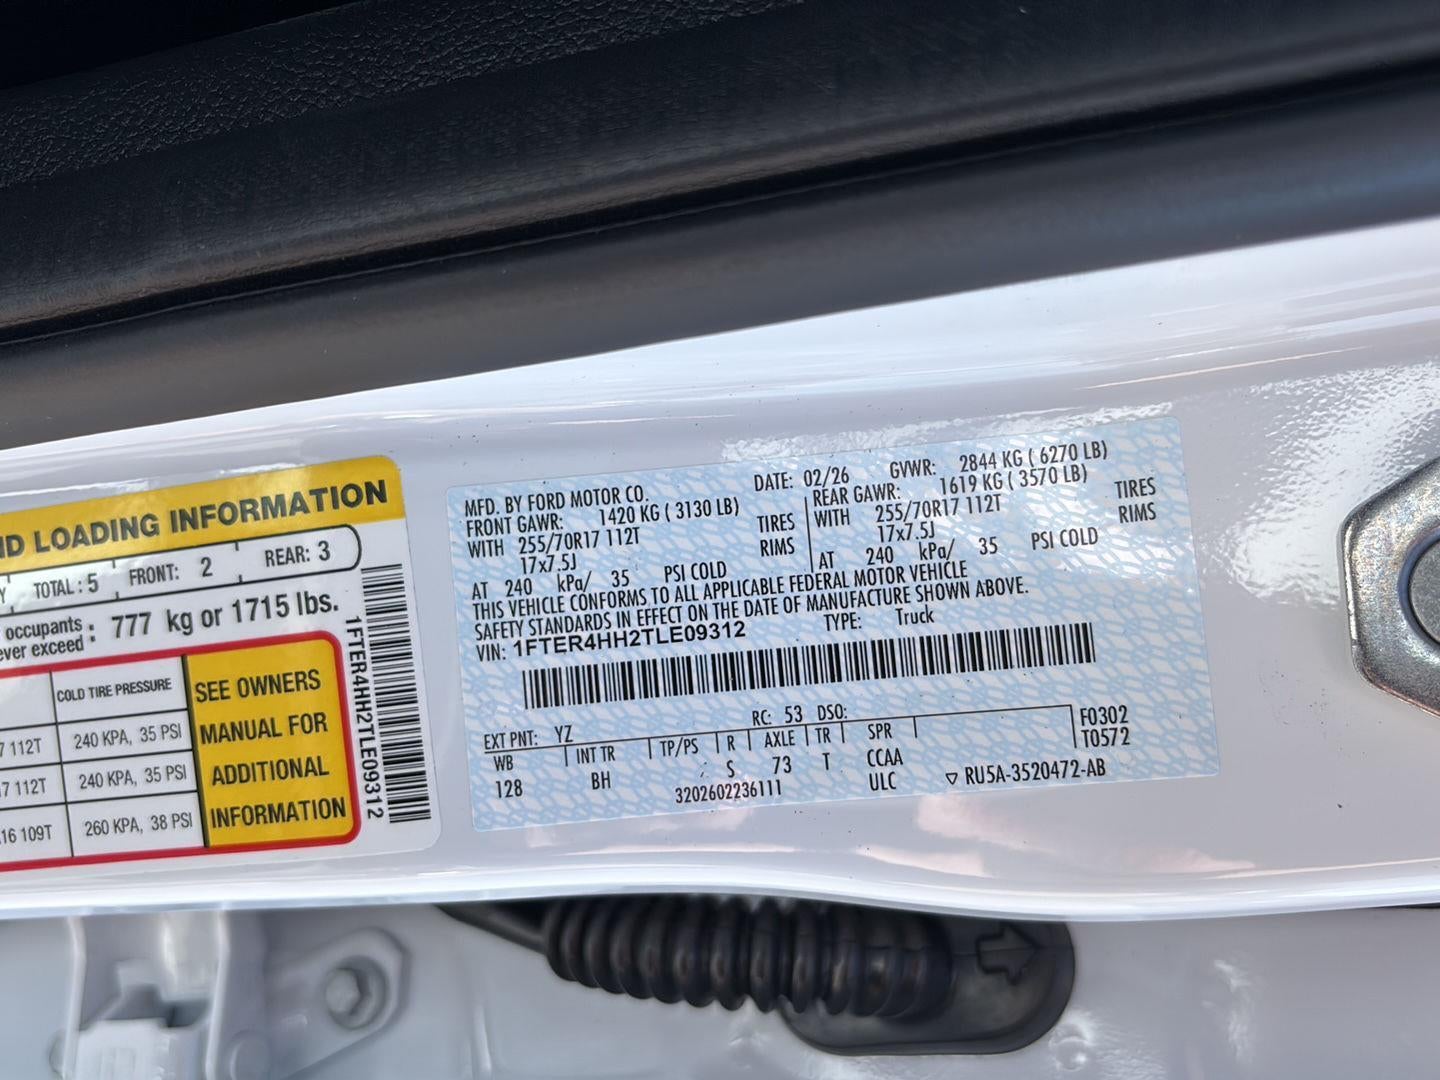 ND LOADING INFORMATION
Y TOTAL: 5 FRONT: 2 REAR: 3
occupants : 777 kg or 1715 lbs.
ever exceed :
COLD TIRE PRESSURE
7 112T 240 KPA, 35 PSI
7 112T 240 KPA, 35 PSI
16 109T 260 KPA, 38 PSI
SEE OWNERS
MANUAL FOR
ADDITIONAL
INFORMATION
1FTER4HH2TLE09312
MFD. BY FORD MOTOR CO. DATE: 02/26 GVWR: 2844 KG ( 6270 LB)
FRONT GAWR: 1420 KG ( 3130 LB) REAR GAWR: 1619 KG ( 3570 LB)
WITH 255/70R17 112T TIRES WITH 255/70R17 112T TIRES
17x7.5J RIMS 17x7.5J RIMS
AT 240 kPa/ 35 PSI COLD AT 240 kPa/ 35 PSI COLD
THIS VEHICLE CONFORMS TO ALL APPLICABLE FEDERAL MOTOR VEHICLE
SAFETY STANDARDS IN EFFECT ON THE DATE OF MANUFACTURE SHOWN ABOVE.
VIN: 1FTER4HH2TLE09312 TYPE: Truck
EXT PNT: YZ RC: 53 DSO: F0302
WB INT TR TP/PS R AXLE TR SPR T0572
128 BH S 73 T CCAA
3202602236111 ULC ▽ RU5A-3520472-AB